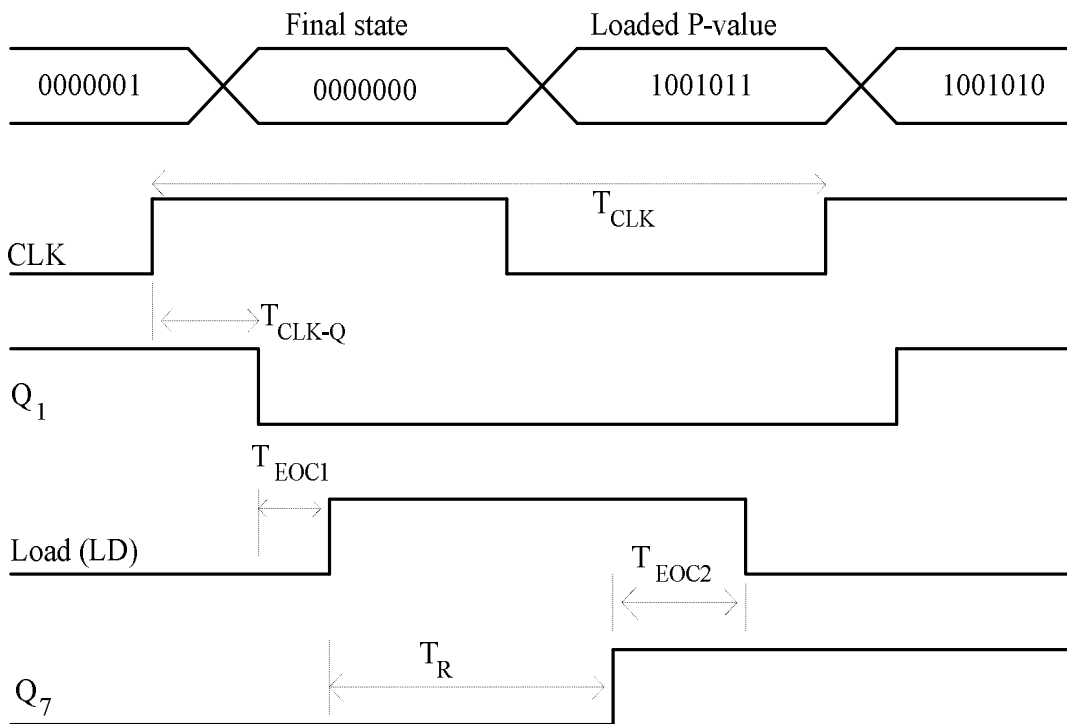 Final state
Loaded P-value
0000001
0000000
1001011
1001010
T_CLK
CLK
T_CLK-Q
Q_1
T_EOC1
Load (LD)
T_EOC2
T_R
Q_7